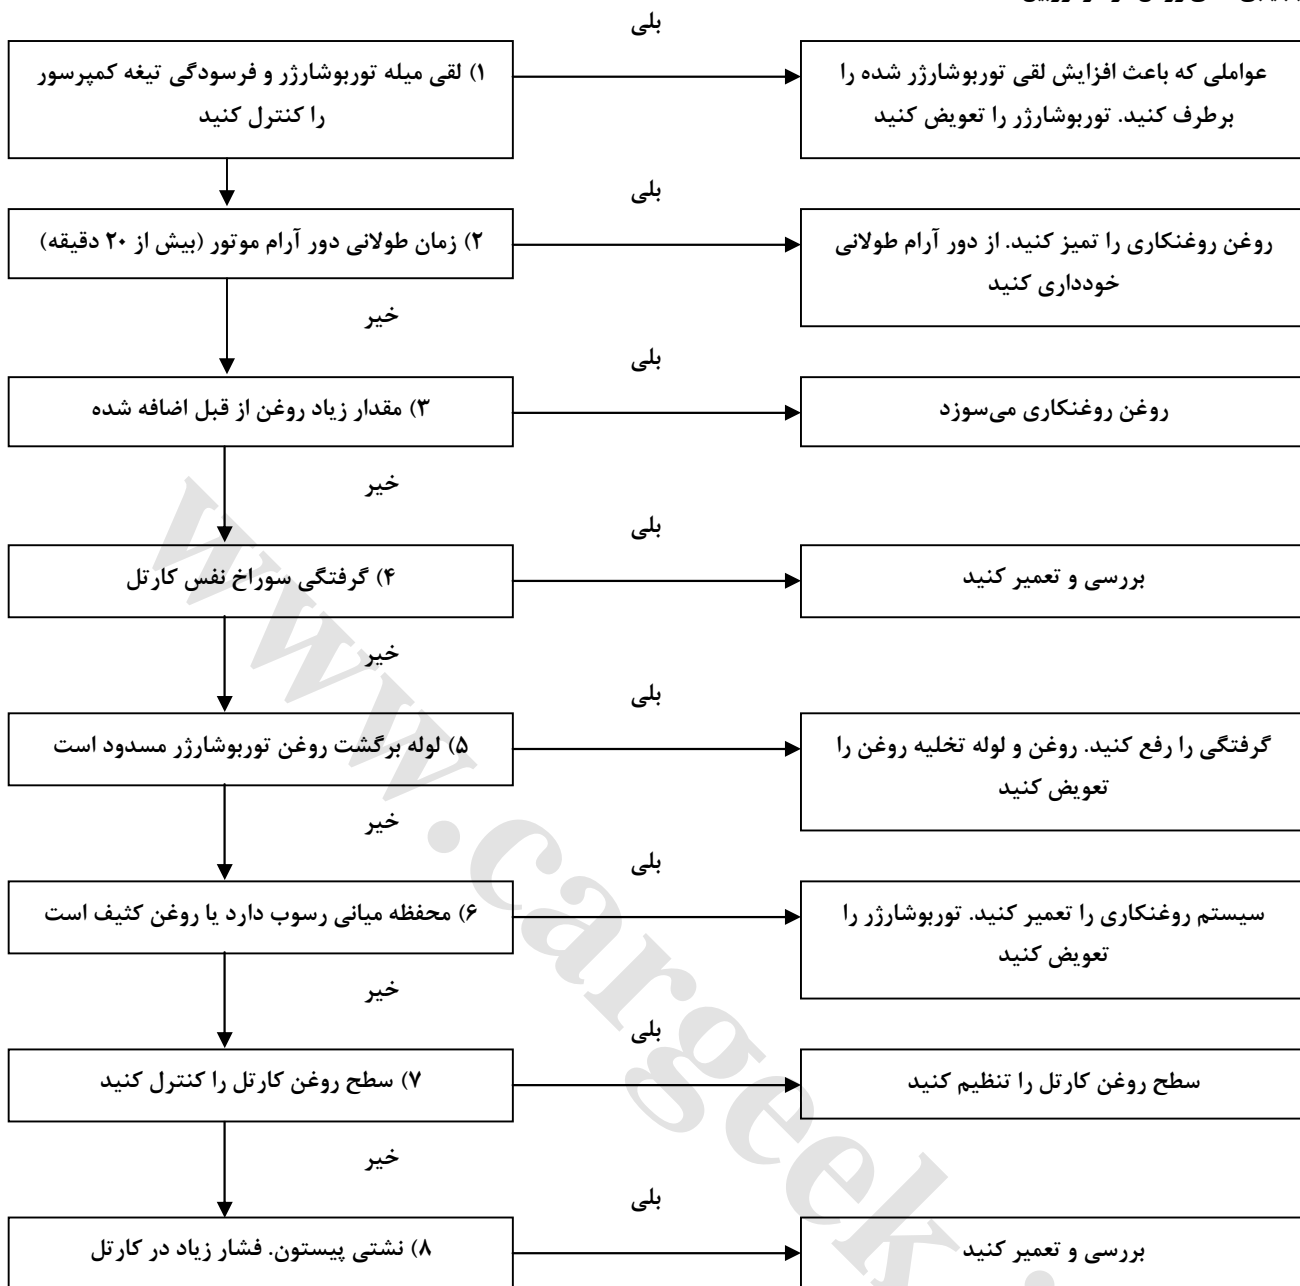 بلی
۱) لقی میله توربوشارژر و فرسودگی تیغه کمپرسور
را کنترل کنید
عواملی که باعث افزایش لقی توربوشارژر شده را
برطرف کنید. توربوشارژر را تعویض کنید
بلی
۲) زمان طولانی دور آرام موتور (بیش از ۲۰ دقیقه)
روغن روغنکاری را تمیز کنید. از دور آرام طولانی
خودداری کنید
خیر
بلی
۳) مقدار زیاد روغن از قبل اضافه شده
روغن روغنکاری می‌سوزد
خیر
بلی
۴) گرفتگی سوراخ نفس کارتل
بررسی و تعمیر کنید
خیر
بلی
۵) لوله برگشت روغن توربوشارژر مسدود است
گرفتگی را رفع کنید. روغن و لوله تخلیه روغن را
تعویض کنید
خیر
بلی
۶) محفظه میانی رسوب دارد یا روغن کثیف است
سیستم روغنکاری را تعمیر کنید. توربوشارژر را
تعویض کنید
خیر
بلی
۷) سطح روغن کارتل را کنترل کنید
سطح روغن کارتل را تنظیم کنید
خیر
بلی
۸) نشتی پیستون. فشار زیاد در کارتل
بررسی و تعمیر کنید
www.cargeek